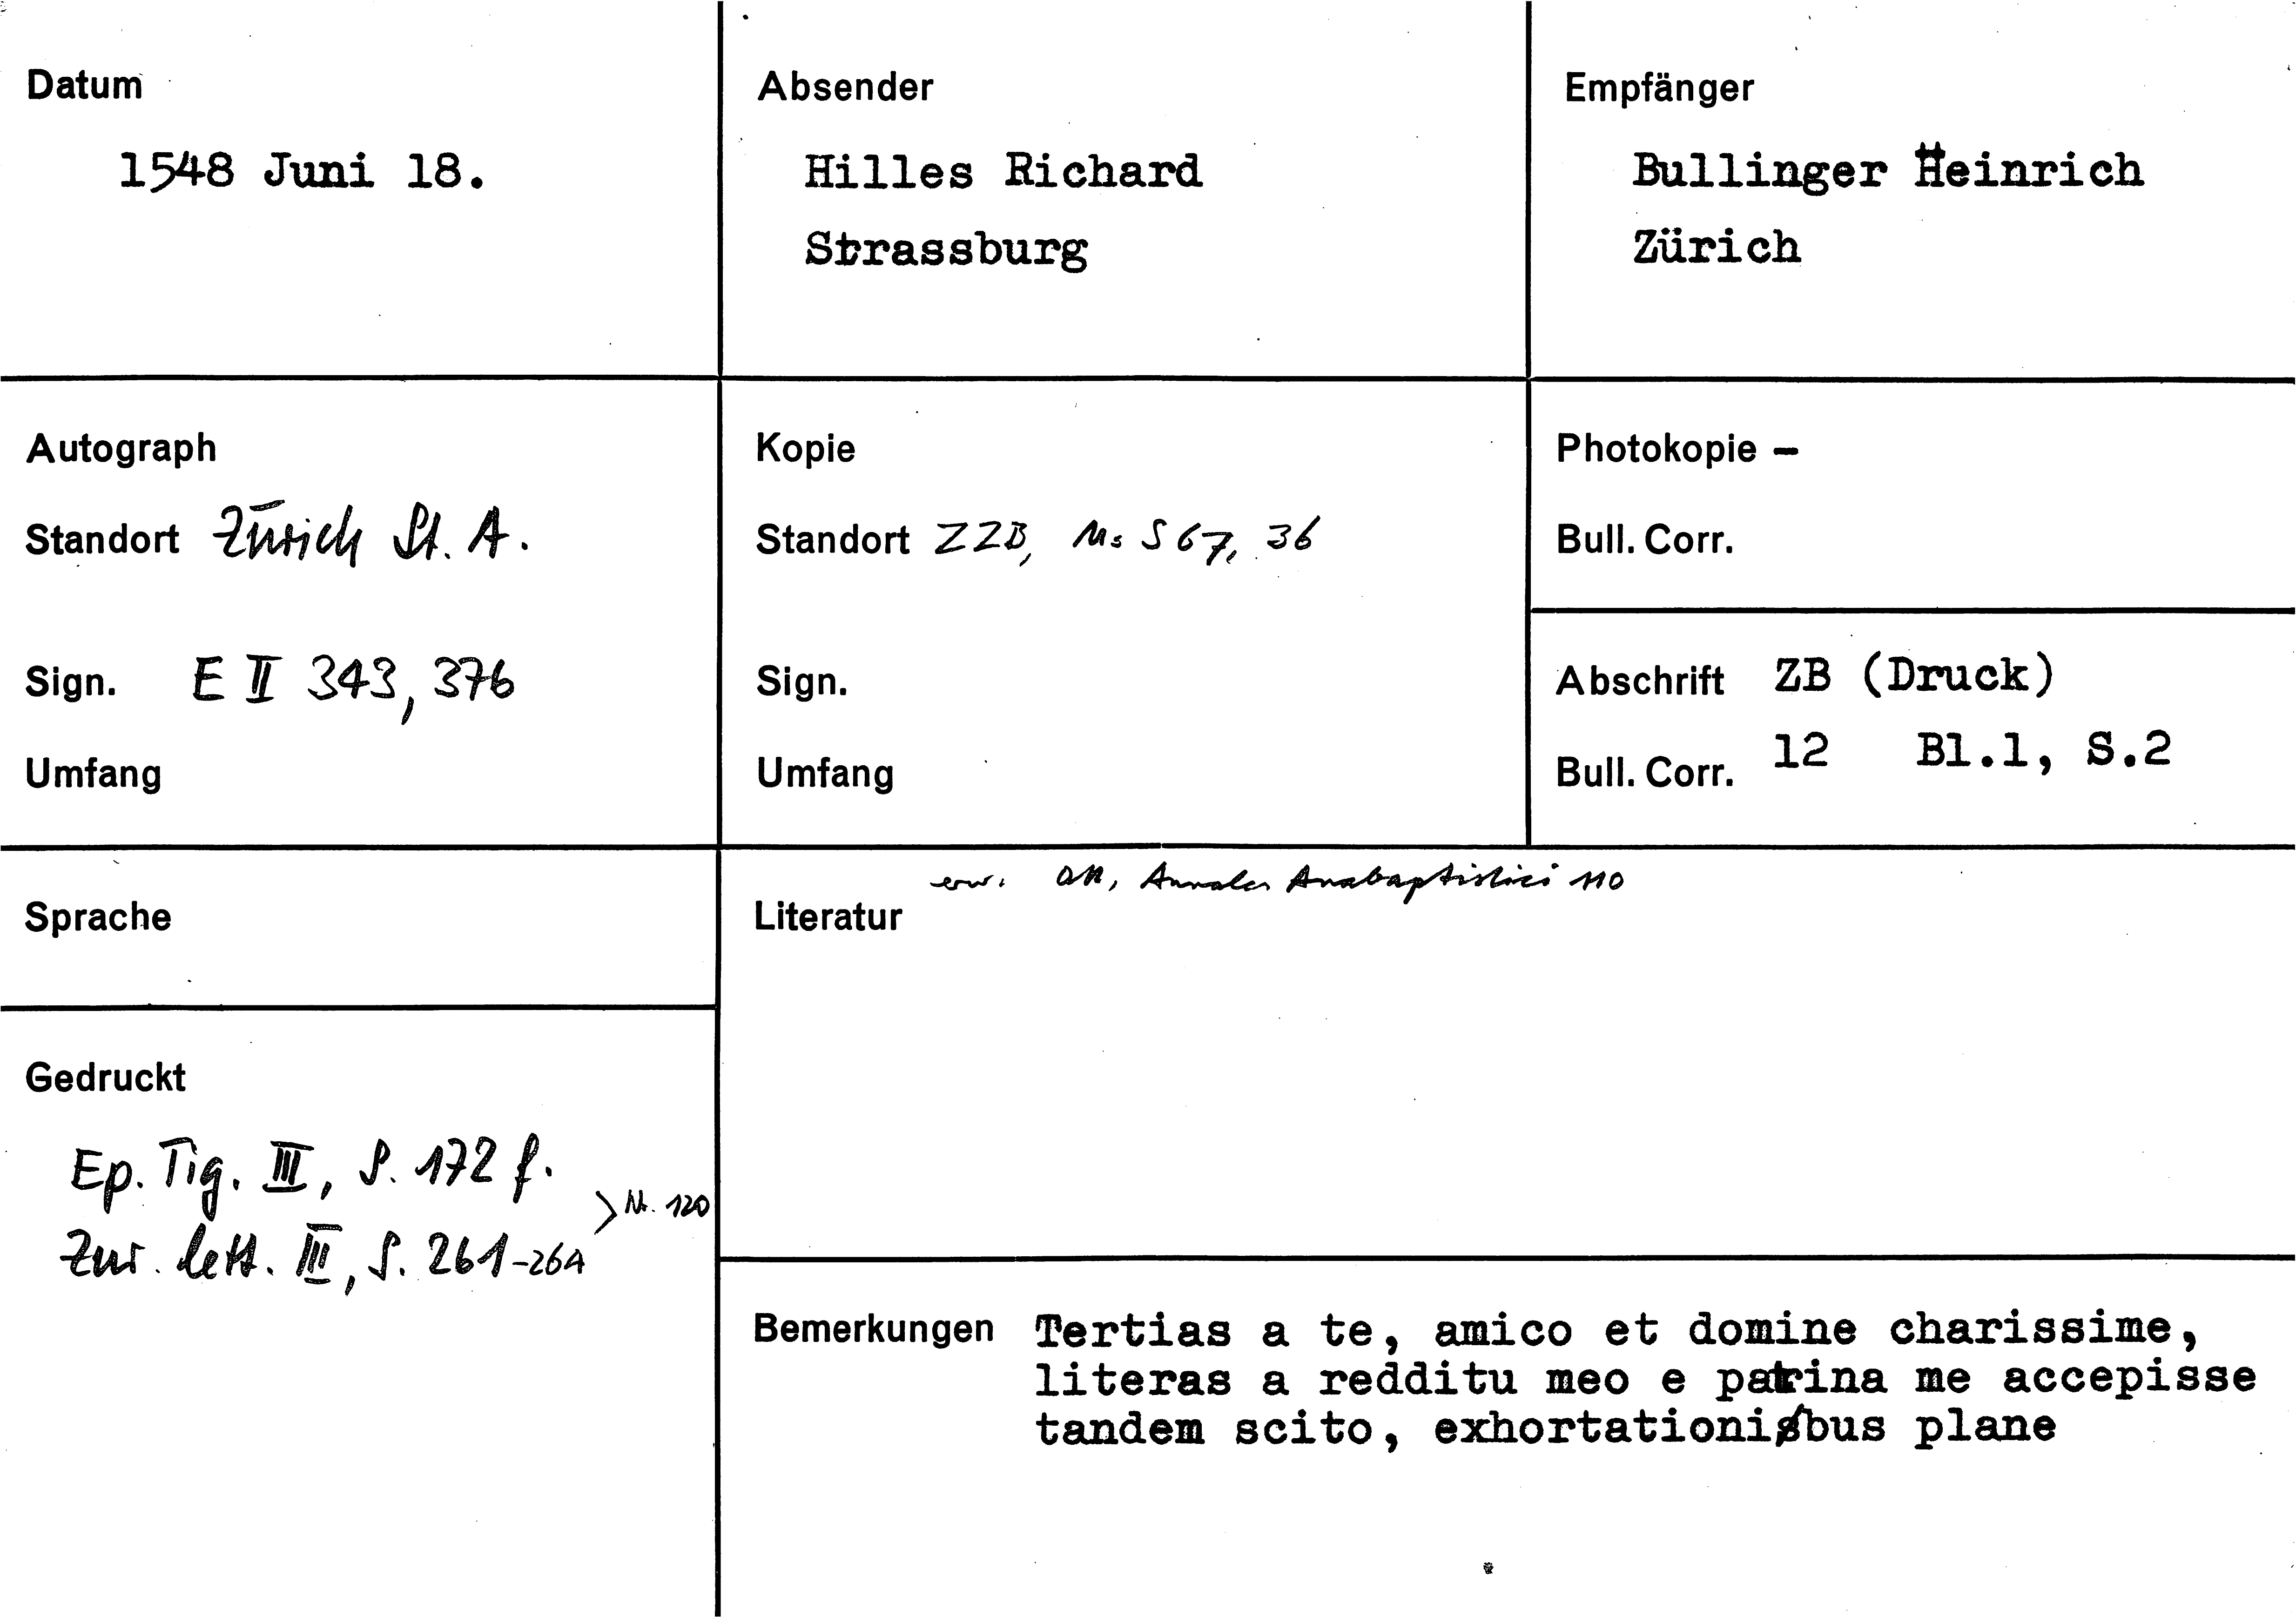 Datum
1548 Juni 18.
Absender
Hilles Richard
Strassburg
Empfänger
Bullinger Heinrich
Zürich
Autograph
Standort Zürich St. A.
Sign. E II 343, 376
Umfang
Kopie
Standort ZZB, Ms S 67, 36
Sign.
Umfang
Photokopie –
Bull. Corr.
Abschrift ZB (Druck)
Bull. Corr. 12 Bl.1, S.2
Sprache
erw. Annales Anabaptistici 110
Literatur
Gedruckt
Ep. Tig. III, S. 172 f.
> Nr. 120
Zur. lett. III, S. 261-264
Bemerkungen Tertias a te, amico et domine charissime,
literas a redditu meo e patrina me accepisse
tandem scito, exhortationibus plane